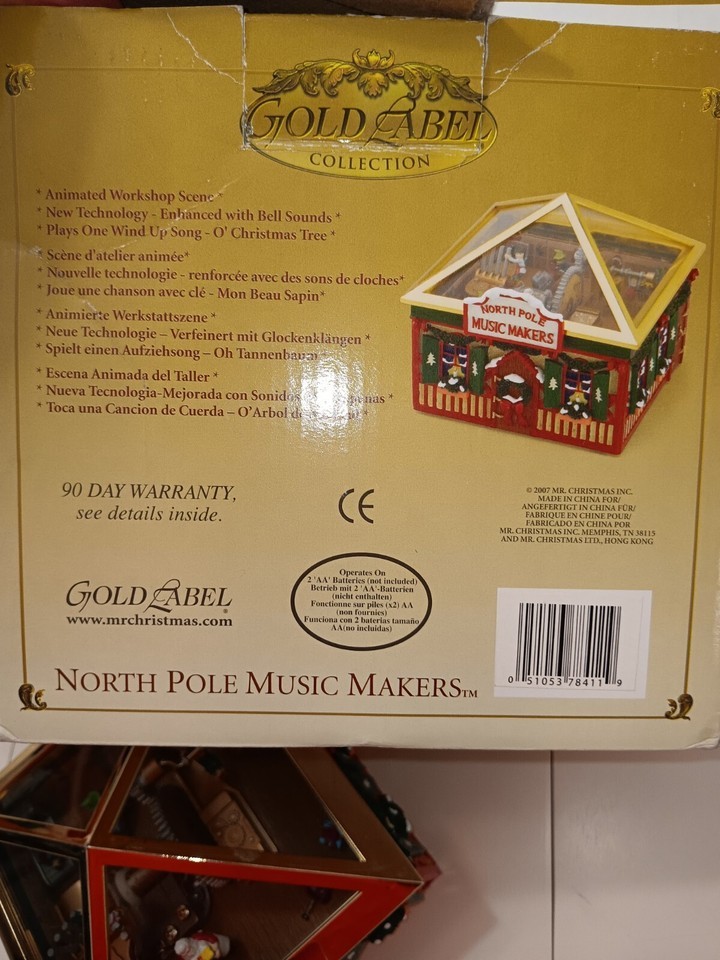 GOLD LABEL
COLLECTION
* Animated Workshop Scene *
* New Technology - Enhanced with Bell Sounds *
* Plays One Wind Up Song - O' Christmas Tree *
* Scène d'atelier animée*
* Nouvelle technologie - renforcée avec des sons de cloches*
* Joue une chanson avec clé - Mon Beau Sapin*
* Animierte Werkstattszene *
* Neue Technologie – Verfeinert mit Glockenklängen *
* Spielt einen Aufziehsong – Oh Tannenbaum *
* Escena Animada del Taller *
* Nueva Tecnologia-Mejorada con Sonidos *
* Toca una Cancion de Cuerda – O'Arbol *
NORTH POLE
MUSIC MAKERS
90 DAY WARRANTY,
see details inside.
CE
© 2007 MR. CHRISTMAS INC.
MADE IN CHINA FOR/
ANGEFERTIGT IN CHINA FÜR/
FABRIQUE EN CHINE POUR/
FABRICADO EN CHINA POR
MR. CHRISTMAS INC. MEMPHIS, TN 38115
AND MR. CHRISTMAS LTD., HONG KONG
GOLD LABEL®
www.mrchristmas.com
Operates On
2 'AA' Batteries (not included)
Betrieb mit 2 'AA'-Batterien
(nicht enthalten)
Fonctionne sur piles (x2) AA
(non fournies)
Funciona con 2 baterias tamaño
AA(no incluidas)
0 51053 78411 9
NORTH POLE MUSIC MAKERS™